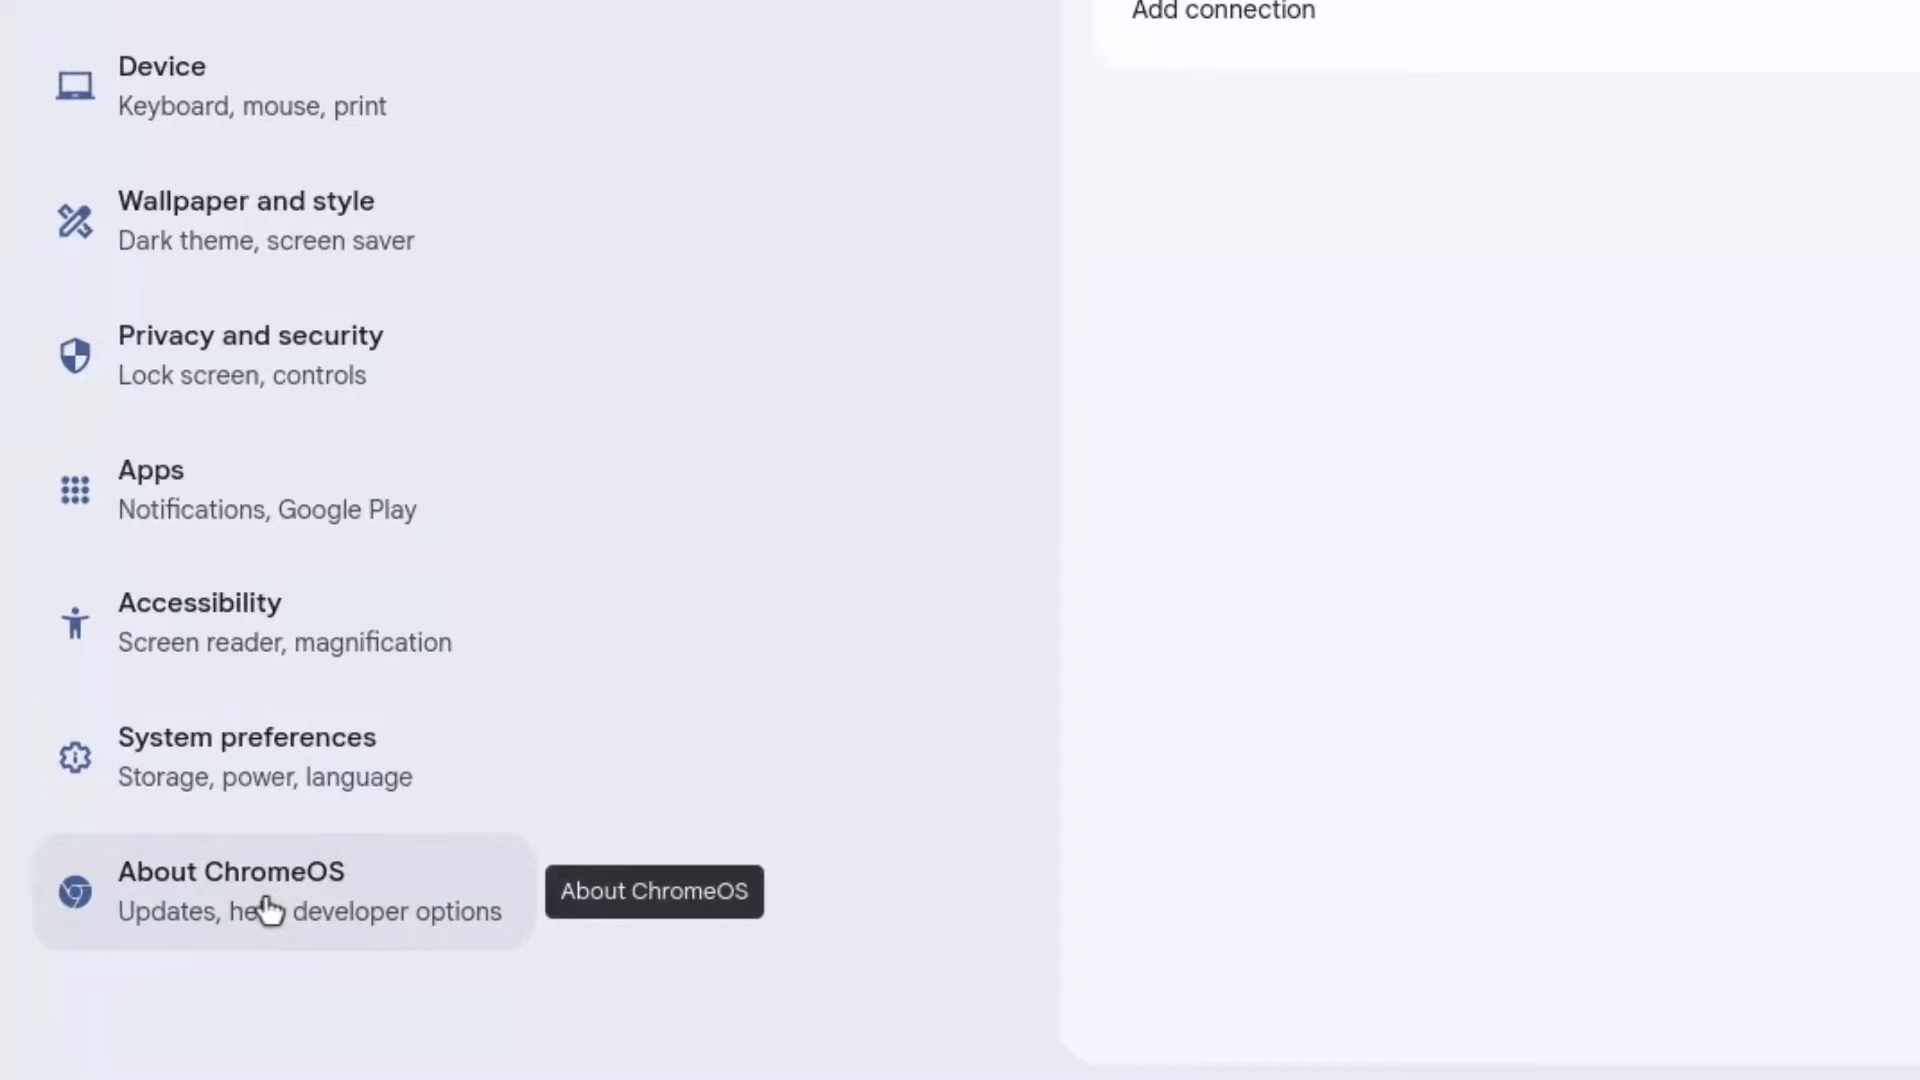 Add connection
Device
Keyboard, mouse, print
Wallpaper and style
Dark theme, screen saver
Privacy and security
Lock screen, controls
Apps
Notifications, Google Play
Accessibility
Screen reader, magnification
System preferences
Storage, power, language
About ChromeOS
Updates, developer options
About ChromeOS